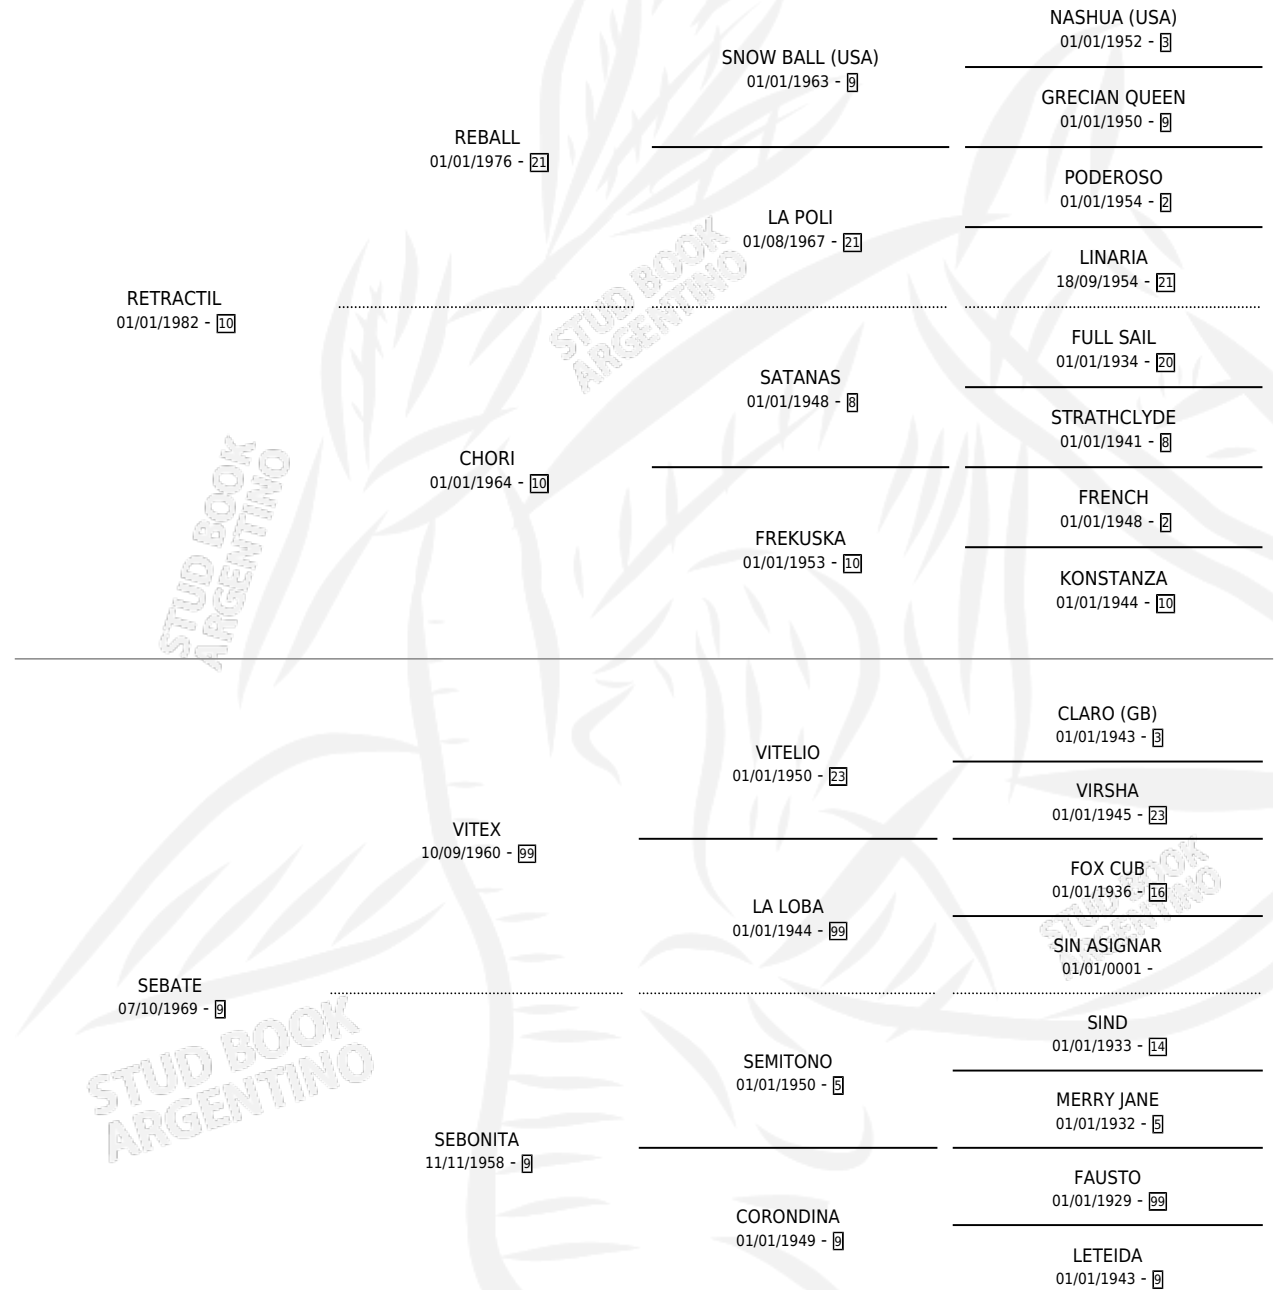 NASHUA (USA)
01/01/1952 - 3
SNOW BALL (USA)
01/01/1963 - 9
GRECIAN QUEEN
01/01/1950 - 9
REBALL
01/01/1976 - 21
PODEROSO
01/01/1954 - 2
LA POLI
01/08/1967 - 21
LINARIA
18/09/1954 - 21
RETRACTIL
01/01/1982 - 10
STUD BOOK
ARGENTINO
FULL SAIL
01/01/1934 - 20
SATANAS
01/01/1948 - 8
STRATHCLYDE
01/01/1941 - 8
CHORI
01/01/1964 - 10
FRENCH
01/01/1948 - 2
FREKUSKA
01/01/1953 - 10
KONSTANZA
01/01/1944 - 10
STUD BOOK
ARGENTINO
CLARO (GB)
01/01/1943 - 3
VITELIO
01/01/1950 - 23
VIRSHA
01/01/1945 - 23
VITEX
10/09/1960 - 99
FOX CUB
01/01/1936 - 16
LA LOBA
01/01/1944 - 99
STUD BOOK
ARGENTINO
SIN ASIGNAR
01/01/0001 -
SEBATE
07/10/1969 - 9
SIND
01/01/1933 - 14
SEMITONO
01/01/1950 - 5
STUD BOOK
ARGENTINO
MERRY JANE
01/01/1932 - 5
SEBONITA
11/11/1958 - 9
FAUSTO
01/01/1929 - 99
CORONDINA
01/01/1949 - 9
LETEIDA
01/01/1943 - 9